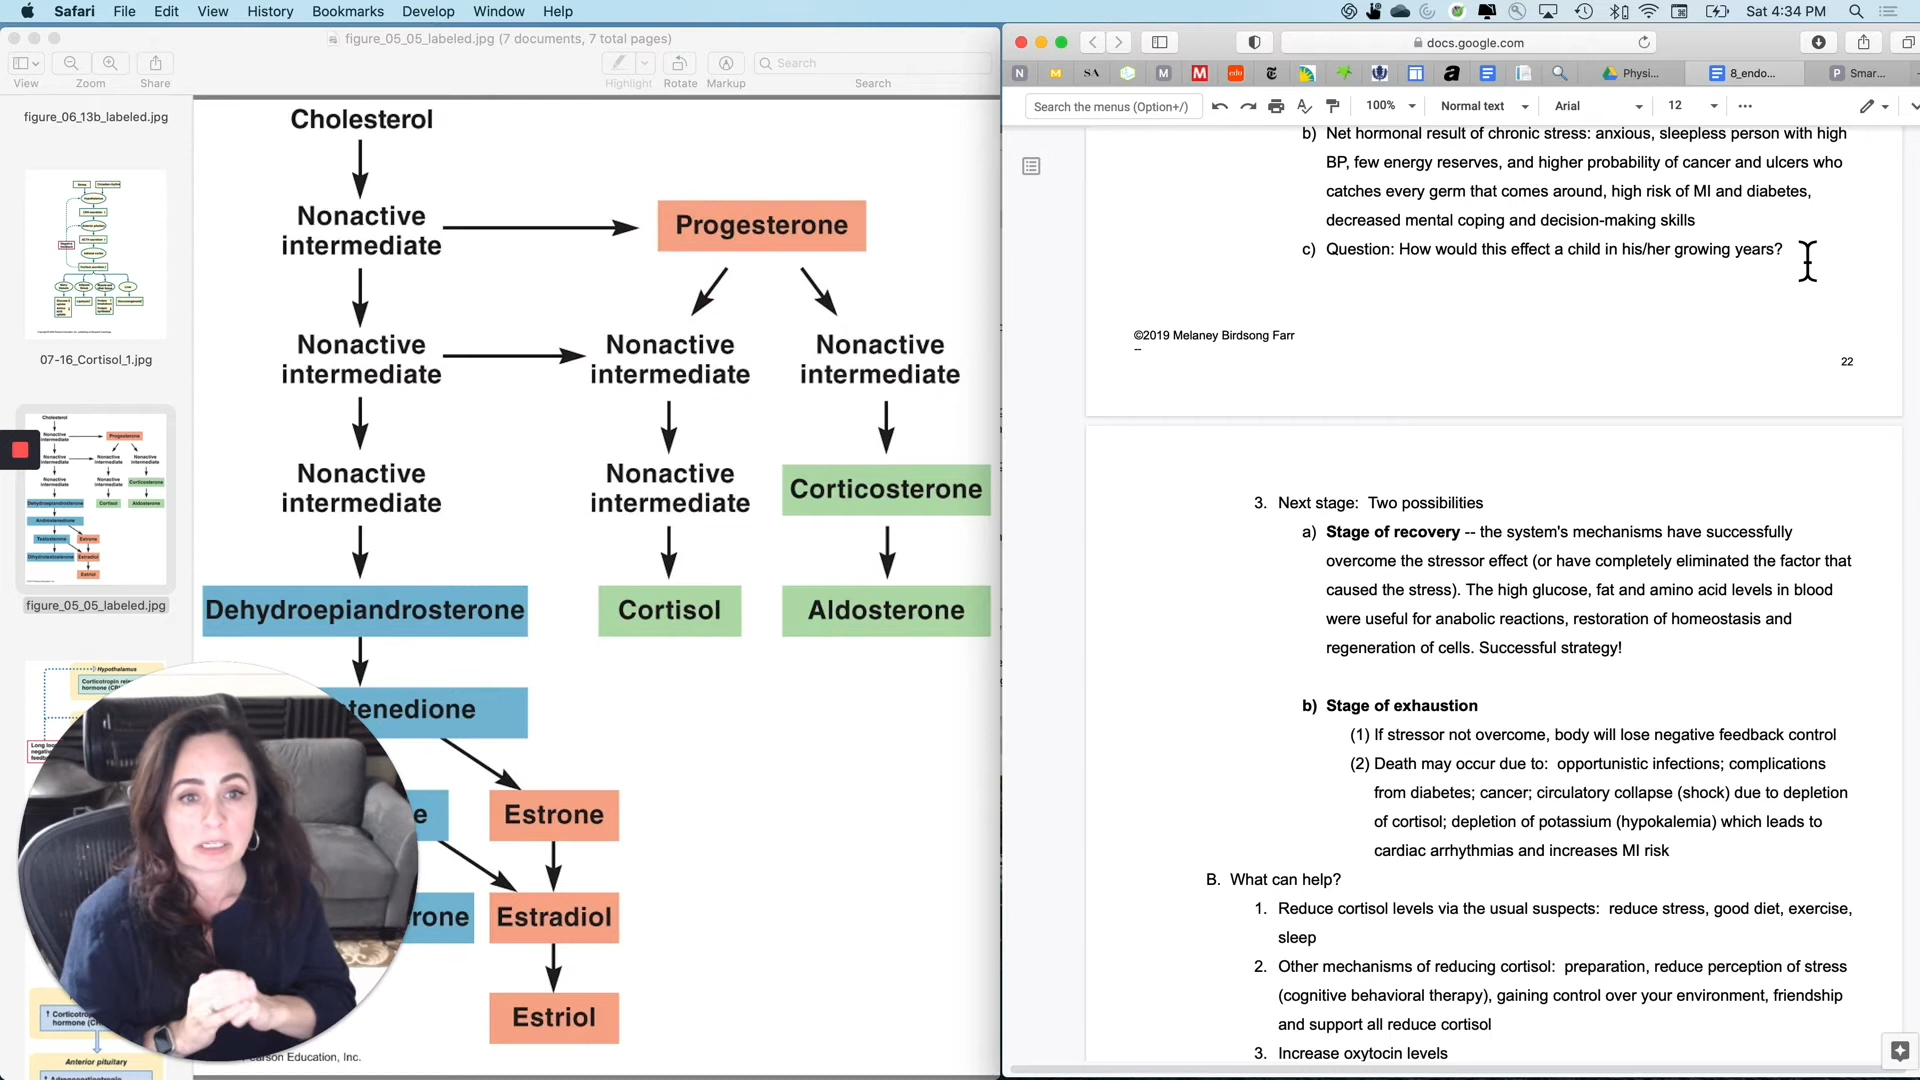 Safari File Edit View History Bookmarks Develop Window Help
Sat 4:34 PM
figure_05_05_labeled.jpg (7 documents, 7 total pages)
View Zoom Share
Highlight Rotate Markup Search
Search
figure_06_13b_labeled.jpg
07-16_Cortisol_1.jpg
figure_05_05_labeled.jpg
Hypothalamus
Anterior pituitary
Cholesterol
Nonactive
intermediate
Progesterone
Nonactive
intermediate
Nonactive
intermediate
Nonactive
intermediate
Nonactive
intermediate
Nonactive
intermediate
Corticosterone
Dehydroepiandrosterone
Cortisol
Aldosterone
tenedione
e
Estrone
rone
Estradiol
Estriol
Education, Inc.
docs.google.com
Physi...
8_endo...
Smar...
Search the menus (Option+/)
100%
Normal text
Arial
12
b) Net hormonal result of chronic stress: anxious, sleepless person with high
BP, few energy reserves, and higher probability of cancer and ulcers who
catches every germ that comes around, high risk of MI and diabetes,
decreased mental coping and decision-making skills
c) Question: How would this effect a child in his/her growing years?
©2019 Melaney Birdsong Farr
--
22
3. Next stage: Two possibilities
a) Stage of recovery -- the system's mechanisms have successfully
overcome the stressor effect (or have completely eliminated the factor that
caused the stress). The high glucose, fat and amino acid levels in blood
were useful for anabolic reactions, restoration of homeostasis and
regeneration of cells. Successful strategy!
b) Stage of exhaustion
(1) If stressor not overcome, body will lose negative feedback control
(2) Death may occur due to: opportunistic infections; complications
from diabetes; cancer; circulatory collapse (shock) due to depletion
of cortisol; depletion of potassium (hypokalemia) which leads to
cardiac arrhythmias and increases MI risk
B. What can help?
1. Reduce cortisol levels via the usual suspects: reduce stress, good diet, exercise,
sleep
2. Other mechanisms of reducing cortisol: preparation, reduce perception of stress
(cognitive behavioral therapy), gaining control over your environment, friendship
and support all reduce cortisol
3. Increase oxytocin levels